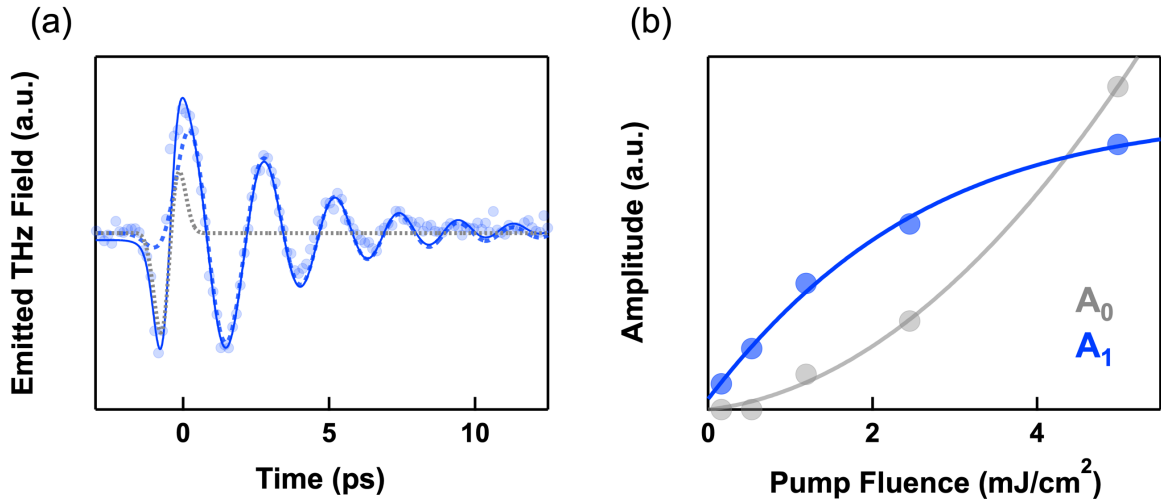 (a)
Emitted THz Field (a.u.)
0
5
10
Time (ps)
(b)
Amplitude (a.u.)
A₀
A₁
0
2
4
Pump Fluence (mJ/cm²)